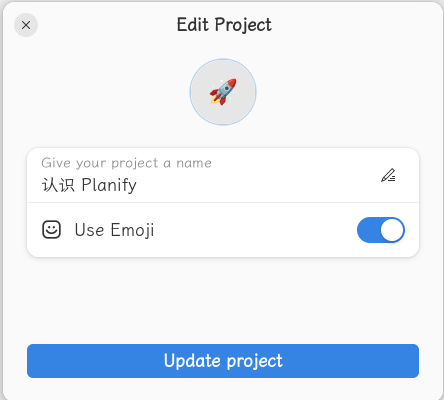 Edit Project
Give your project a name
认识 Planify
Use Emoji
Update project